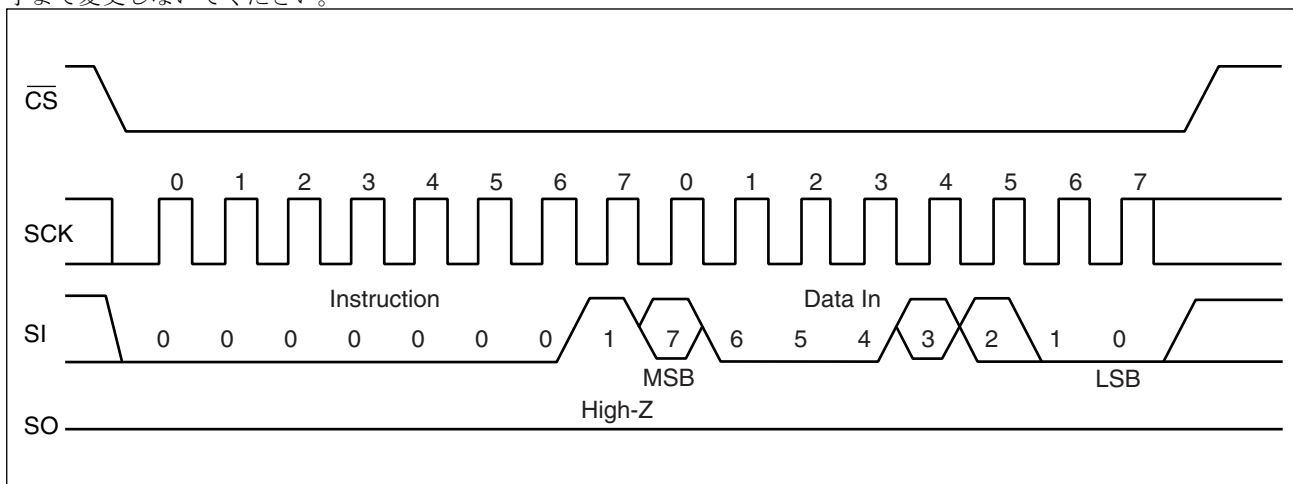 CS
0 1 2 3 4 5 6 7 0 1 2 3 4 5 6 7
SCK
Instruction Data In
SI
0 0 0 0 0 0 0 1 7 6 5 4 3 2 1 0
MSB LSB
High-Z
SO